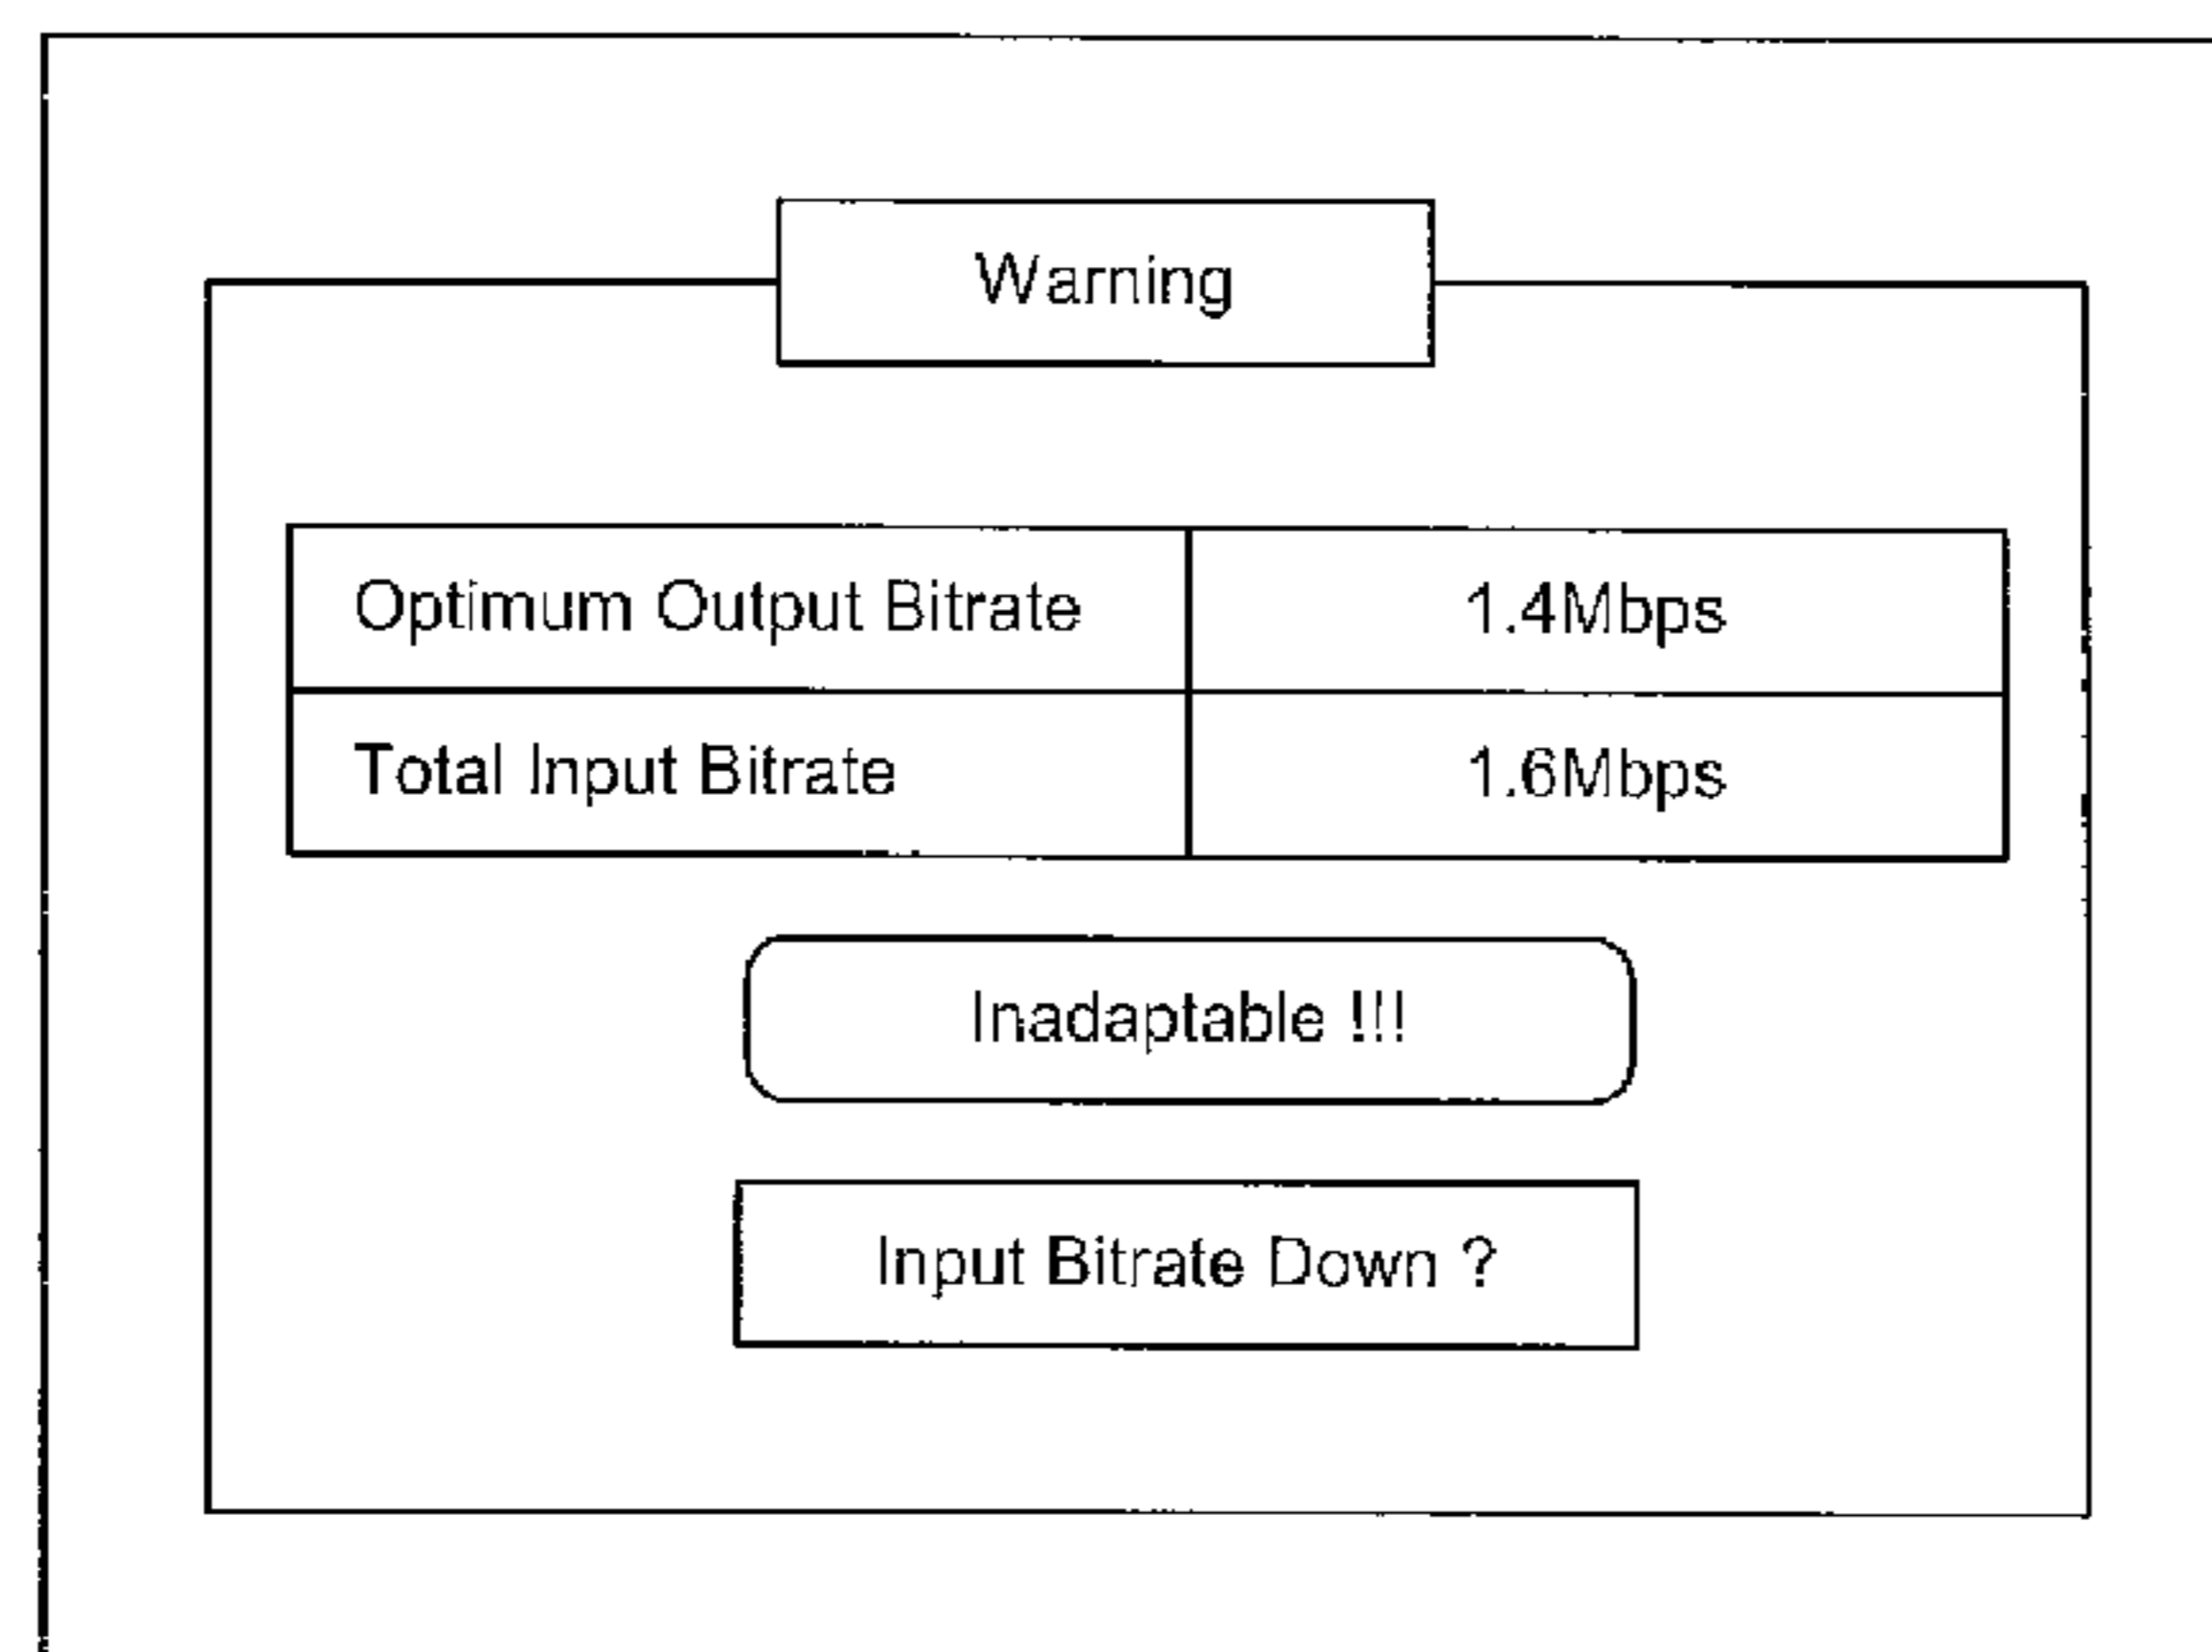 Warning
Optimum Output Bitrate 1.4Mbps
Total Input Bitrate 1.6Mbps
Inadaptable !!!
Input Bitrate Down ?